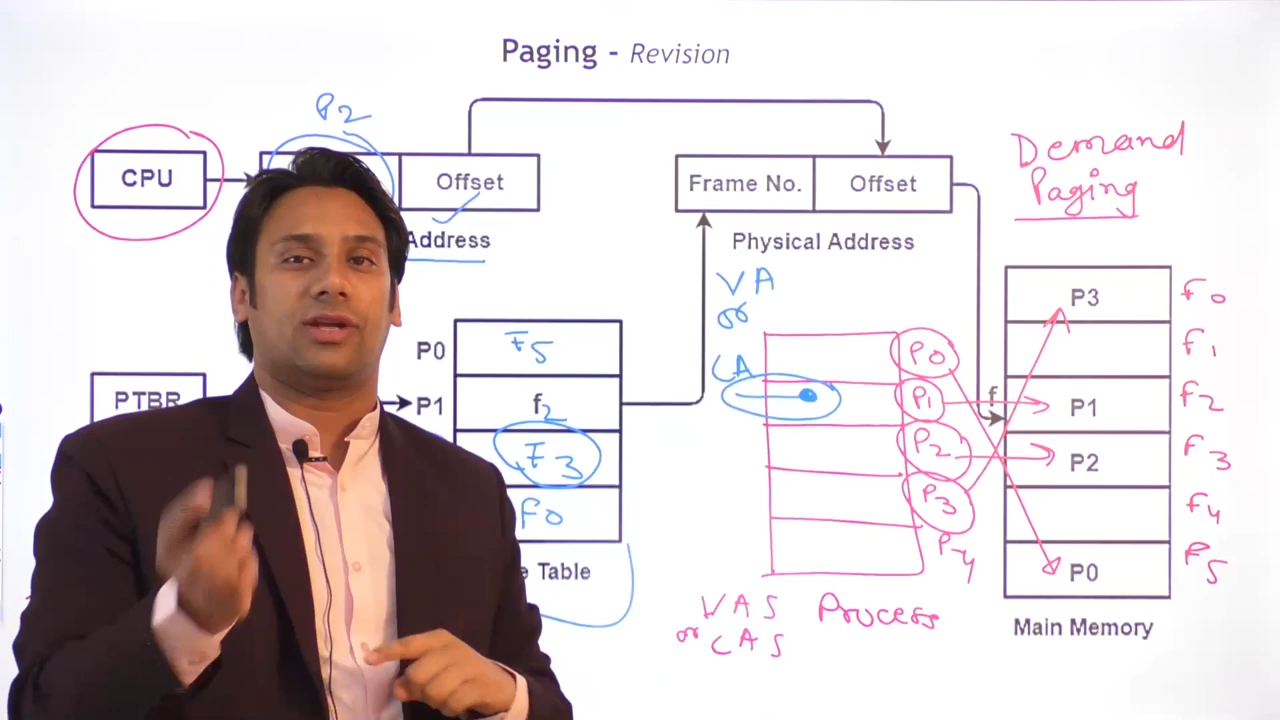 Paging - Revision
P2
CPU
Offset
Address
Frame No.
Offset
Physical Address
Demand
Paging
VA
or
CA
PTBR
P0
F5
P1
f2
F3
f0
Table
f
P0
P1
P2
P3
P4
VAS
or CAS
Process
P3
P1
P2
P0
Main Memory
F0
F1
F2
F3
F4
F5